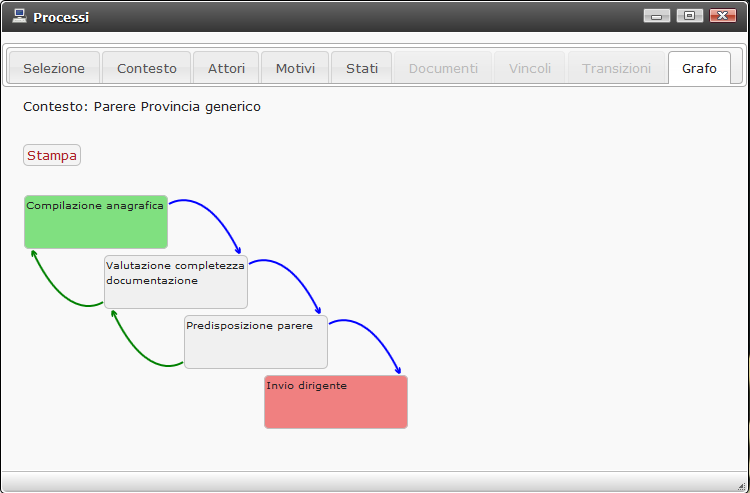 Processi
Selezione Contesto Attori Motivi Stati Documenti Vincoli Transizioni Grafo
Contesto: Parere Provincia generico
Stampa
Compilazione anagrafica
Valutazione completezza
documentazione
Predisposizione parere
Invio dirigente